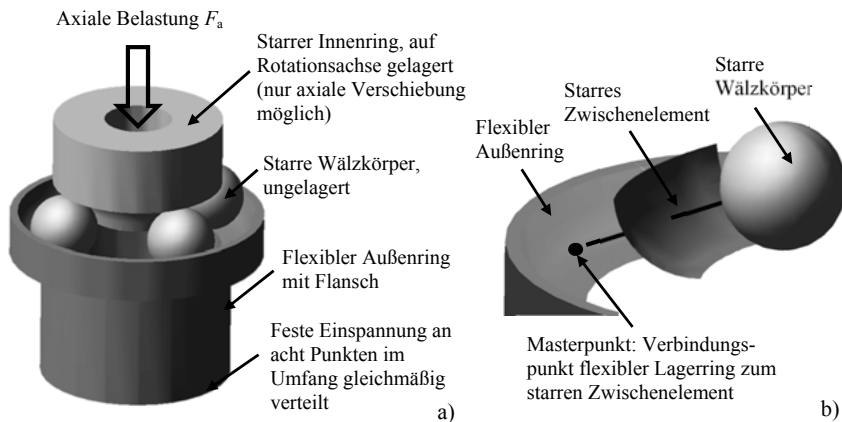 Axiale Belastung Fa
Starrer Innenring, auf
Rotationsachse gelagert
(nur axiale Verschiebung
möglich)
Starre Wälzkörper,
ungelagert
Flexibler Außenring
mit Flansch
Feste Einspannung an
acht Punkten im
Umfang gleichmäßig
verteilt
a)
Starre
Wälzkörper
Starres
Zwischenelement
Flexibler
Außenring
Masterpunkt: Verbindungs-
punkt flexibler Lagerring zum
starren Zwischenelement
b)